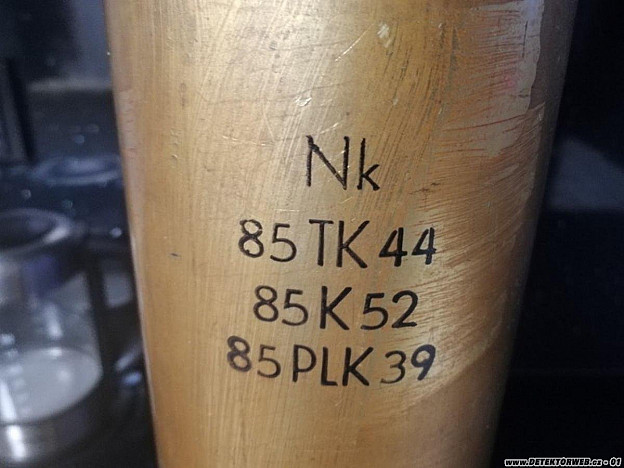 Nk
85TK44
85K52
85PLK39
www.DETEKTORWEB.cz - 01